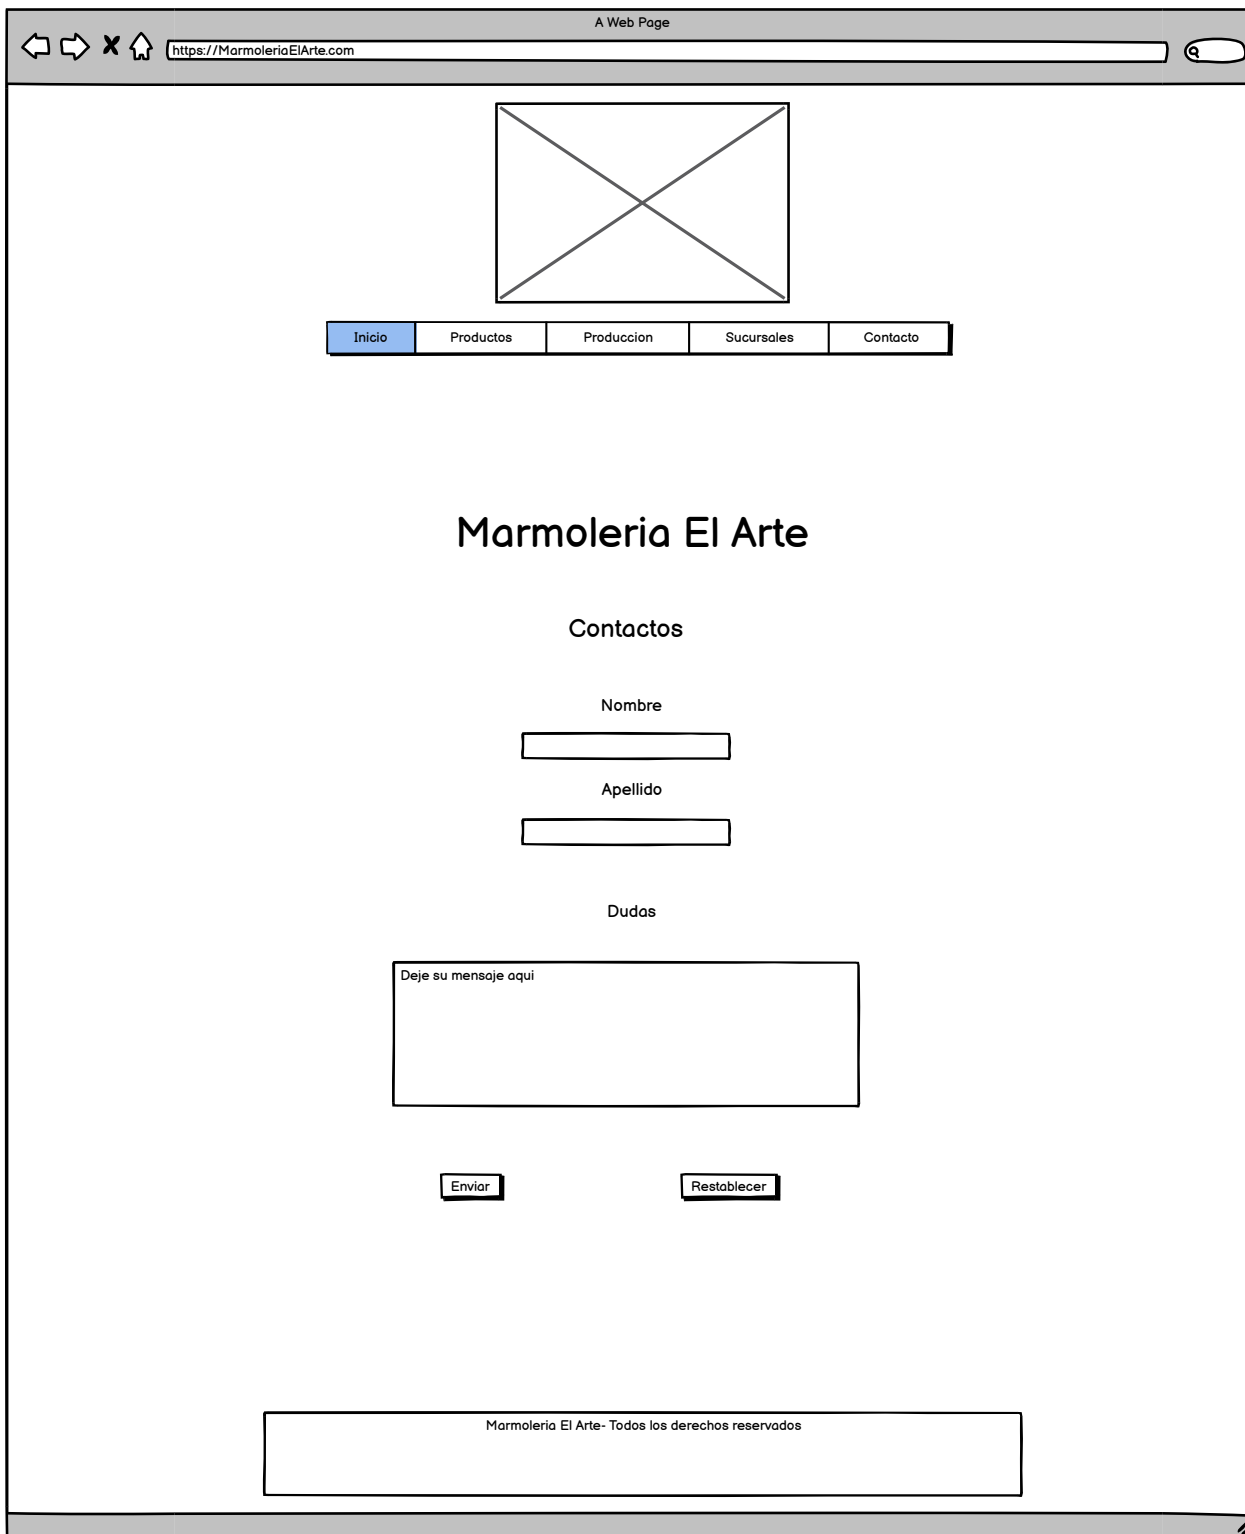 A Web Page
https://MarmoleriaElArte.com
Inicio Productos Produccion Sucursales Contacto
Marmoleria El Arte
Contactos
Nombre
Apellido
Dudas
Deje su mensaje aqui
Enviar Restablecer
Marmoleria El Arte- Todos los derechos reservados